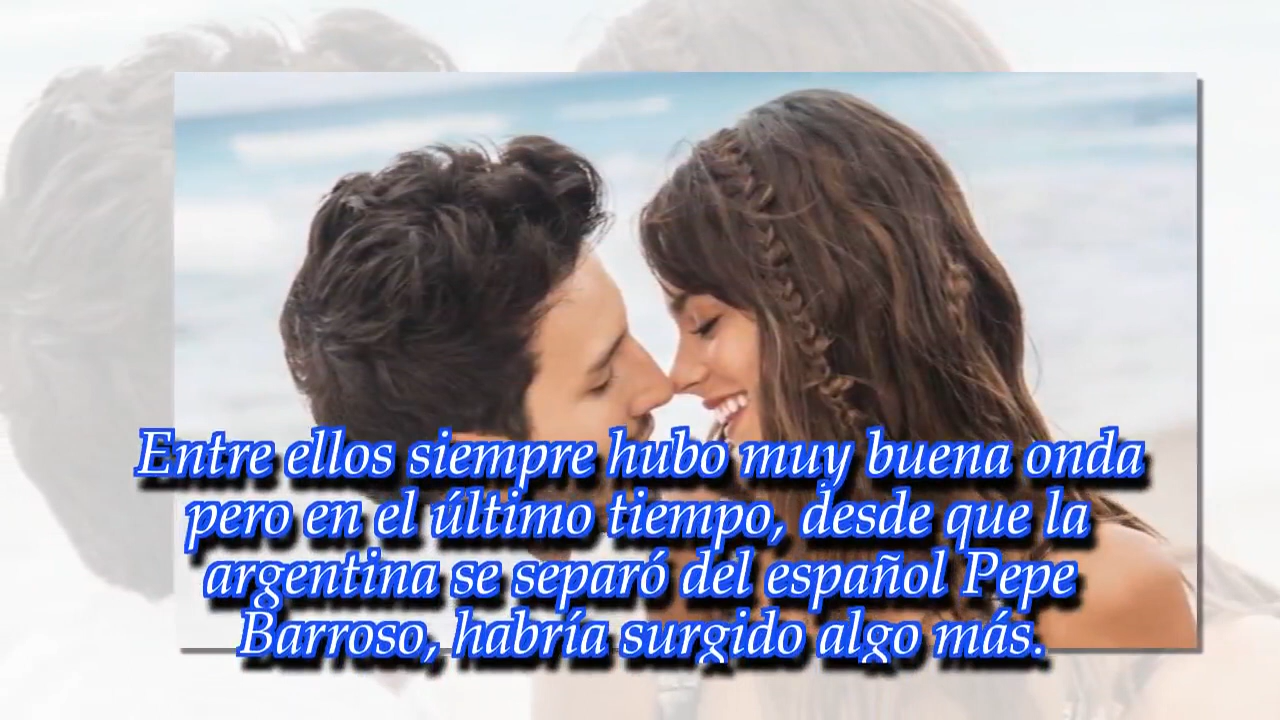 Entre ellos siempre hubo muy buena onda
pero en el último tiempo, desde que la
argentina se separó del español Pepe
Barroso, habría surgido algo más.